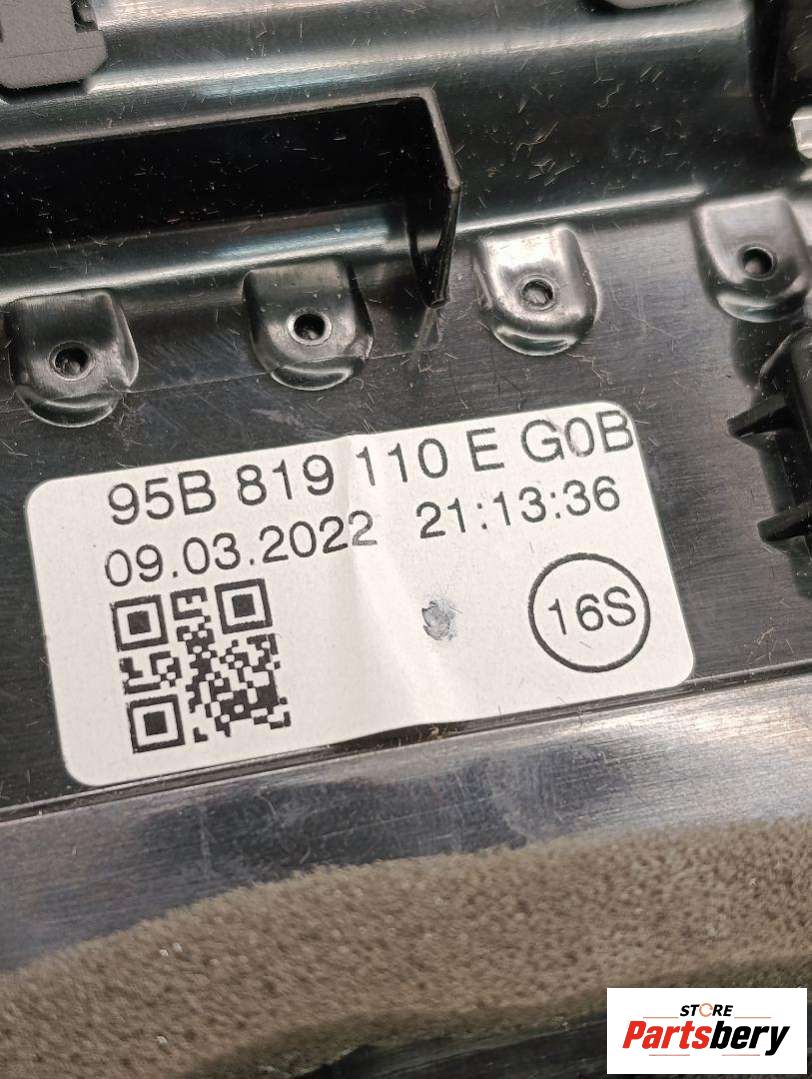 95B 819 110 E G0B
09.03.2022 21:13:36
16S
STORE
Partsbery